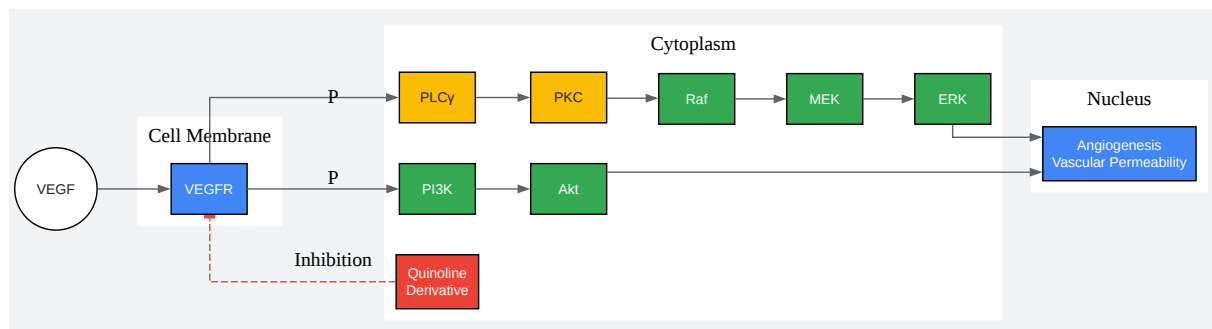 Cytoplasm
P
PLCγ
PKC
Raf
MEK
ERK
Nucleus
Cell Membrane
Angiogenesis
Vascular Permeability
VEGF
VEGFR
P
PI3K
Akt
Inhibition
Quinoline
Derivative